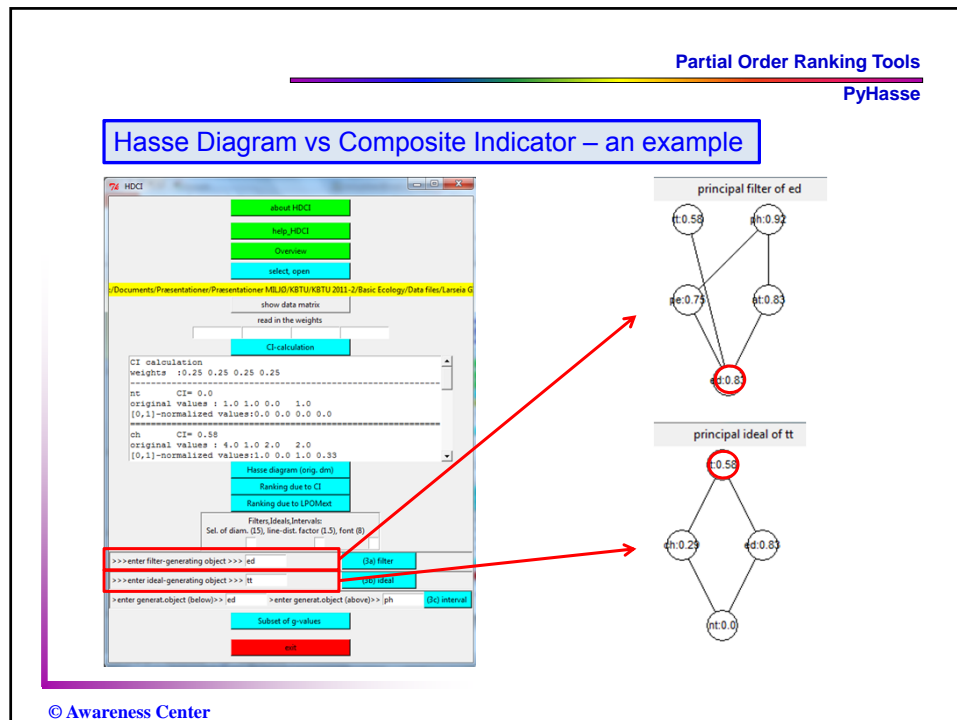 Partial Order Ranking Tools
PyHasse
Hasse Diagram vs Composite Indicator – an example
HDCI
about HDCI
help_HDCI
Overview
select, open
:/Documents/Præsentationer/Præsentationer MILJØ/KBTU/KBTU 2011-2/Basic Ecology/Data files/Larseia G
show data matrix
read in the weights
CI-calculation
CI calculation
weights :0.25 0.25 0.25 0.25
nt CI= 0.0
original values : 1.0 1.0 0.0 1.0
[0,1]-normalized values:0.0 0.0 0.0 0.0
ch CI= 0.58
original values : 4.0 1.0 2.0 2.0
[0,1]-normalized values:1.0 0.0 1.0 0.33
Hasse diagram (orig. dm)
Ranking due to CI
Ranking due to LPOMext
Filters,Ideals,Intervals:
Sel. of diam. (15), line-dist. factor (1.5), font (8)
>>>enter filter-generating object >>> ed (3a) filter
>>>enter ideal-generating object >>> tt (3b) ideal
>enter generat.object (below)>> ed >enter generat.object (above)>> ph (3c) interval
Subset of g-values
exit
principal filter of ed
tt:0.58 ph:0.92
pe:0.75 at:0.83
ed:0.83
principal ideal of tt
tt:0.58
ch:0.29 ed:0.83
nt:0.0
© Awareness Center